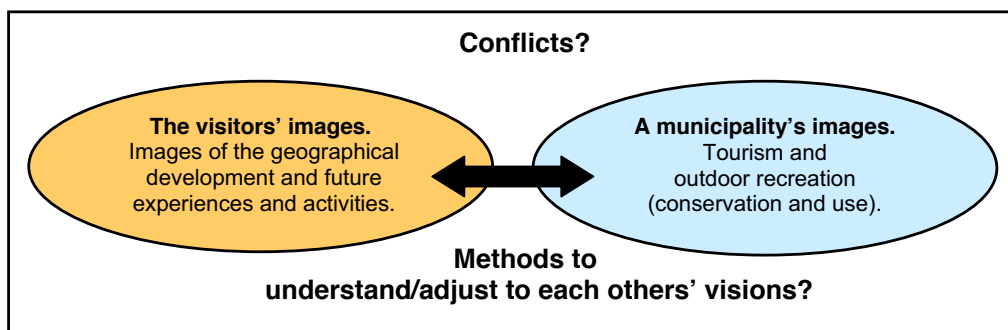 Conflicts?
The visitors’ images.
Images of the geographical
development and future
experiences and activities.
A municipality’s images.
Tourism and
outdoor recreation
(conservation and use).
Methods to
understand/adjust to each others’ visions?